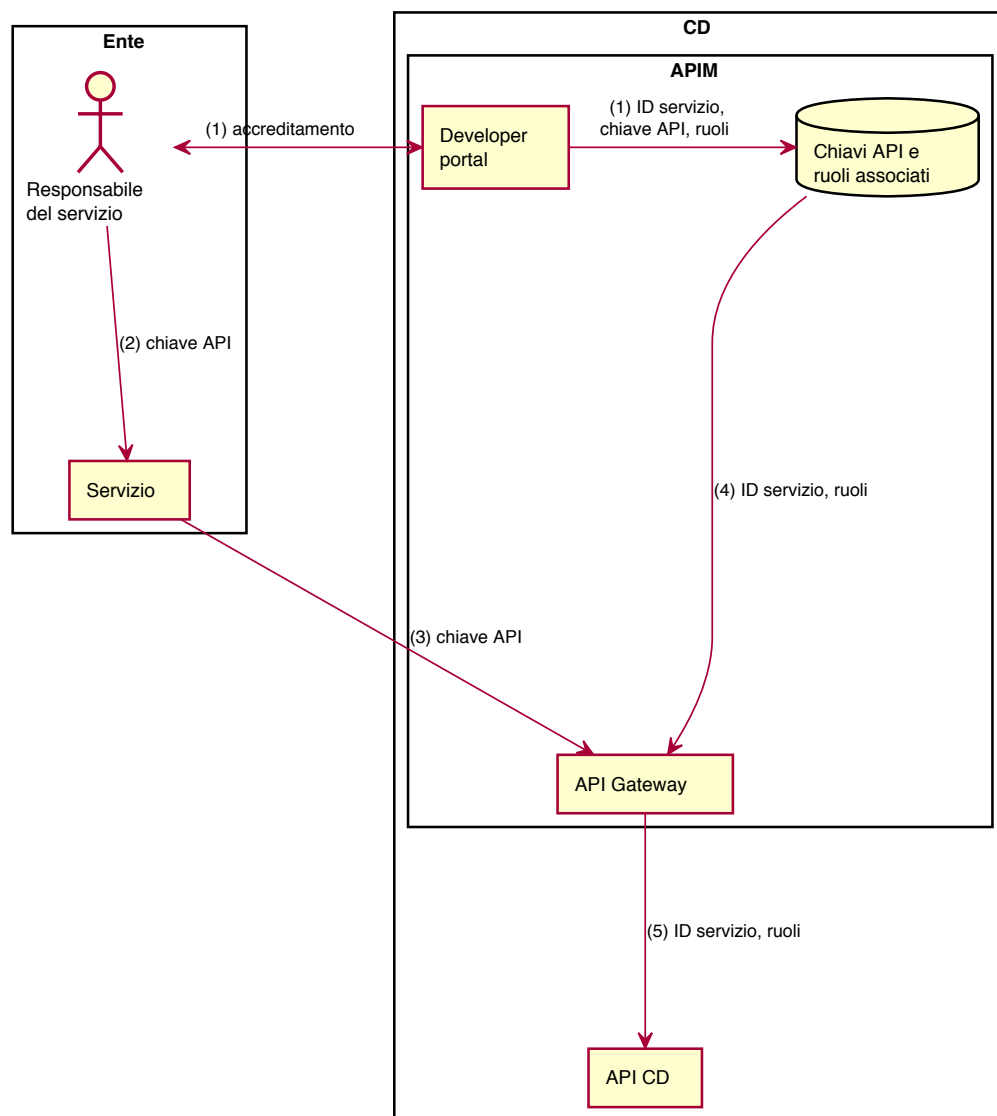 Ente
CD
APIM
(1) accreditamento
Developer
portal
(1) ID servizio,
chiave API, ruoli
Chiavi API e
ruoli associati
Responsabile
del servizio
(2) chiave API
Servizio
(4) ID servizio, ruoli
(3) chiave API
API Gateway
(5) ID servizio, ruoli
API CD